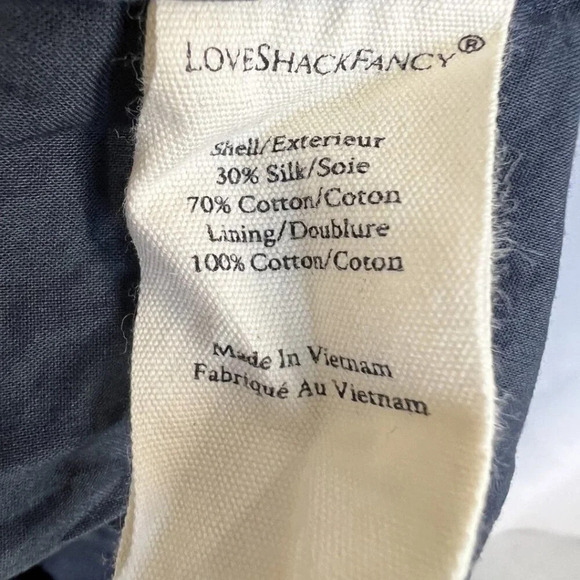 LOVESHACKFANCY®
Shell/Exterieur
30% Silk/Soie
70% Cotton/Coton
Lining/Doublure
100% Cotton/Coton
Made In Vietnam
Fabriqué Au Vietnam